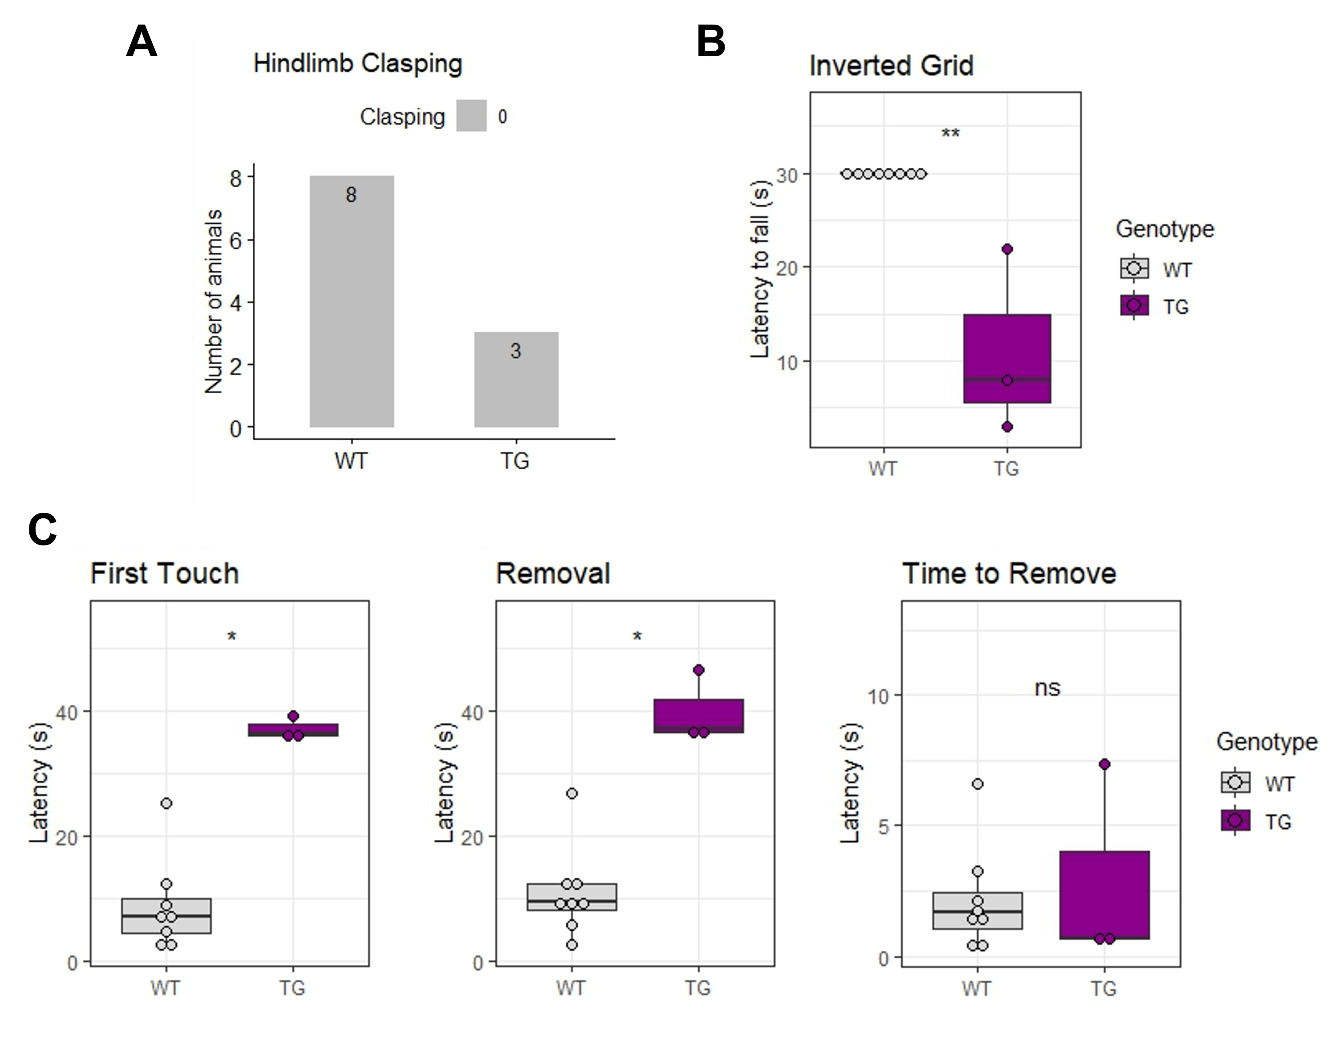 A
Hindlimb Clasping
Clasping 0
Number of animals
8
6
4
2
0
8
3
WT TG
B
Inverted Grid
**
Latency to fall (s)
30
20
10
WT TG
Genotype
WT
TG
C
First Touch
*
Latency (s)
40
20
0
WT TG
Removal
*
Latency (s)
40
20
0
WT TG
Time to Remove
ns
Latency (s)
10
5
0
WT TG
Genotype
WT
TG